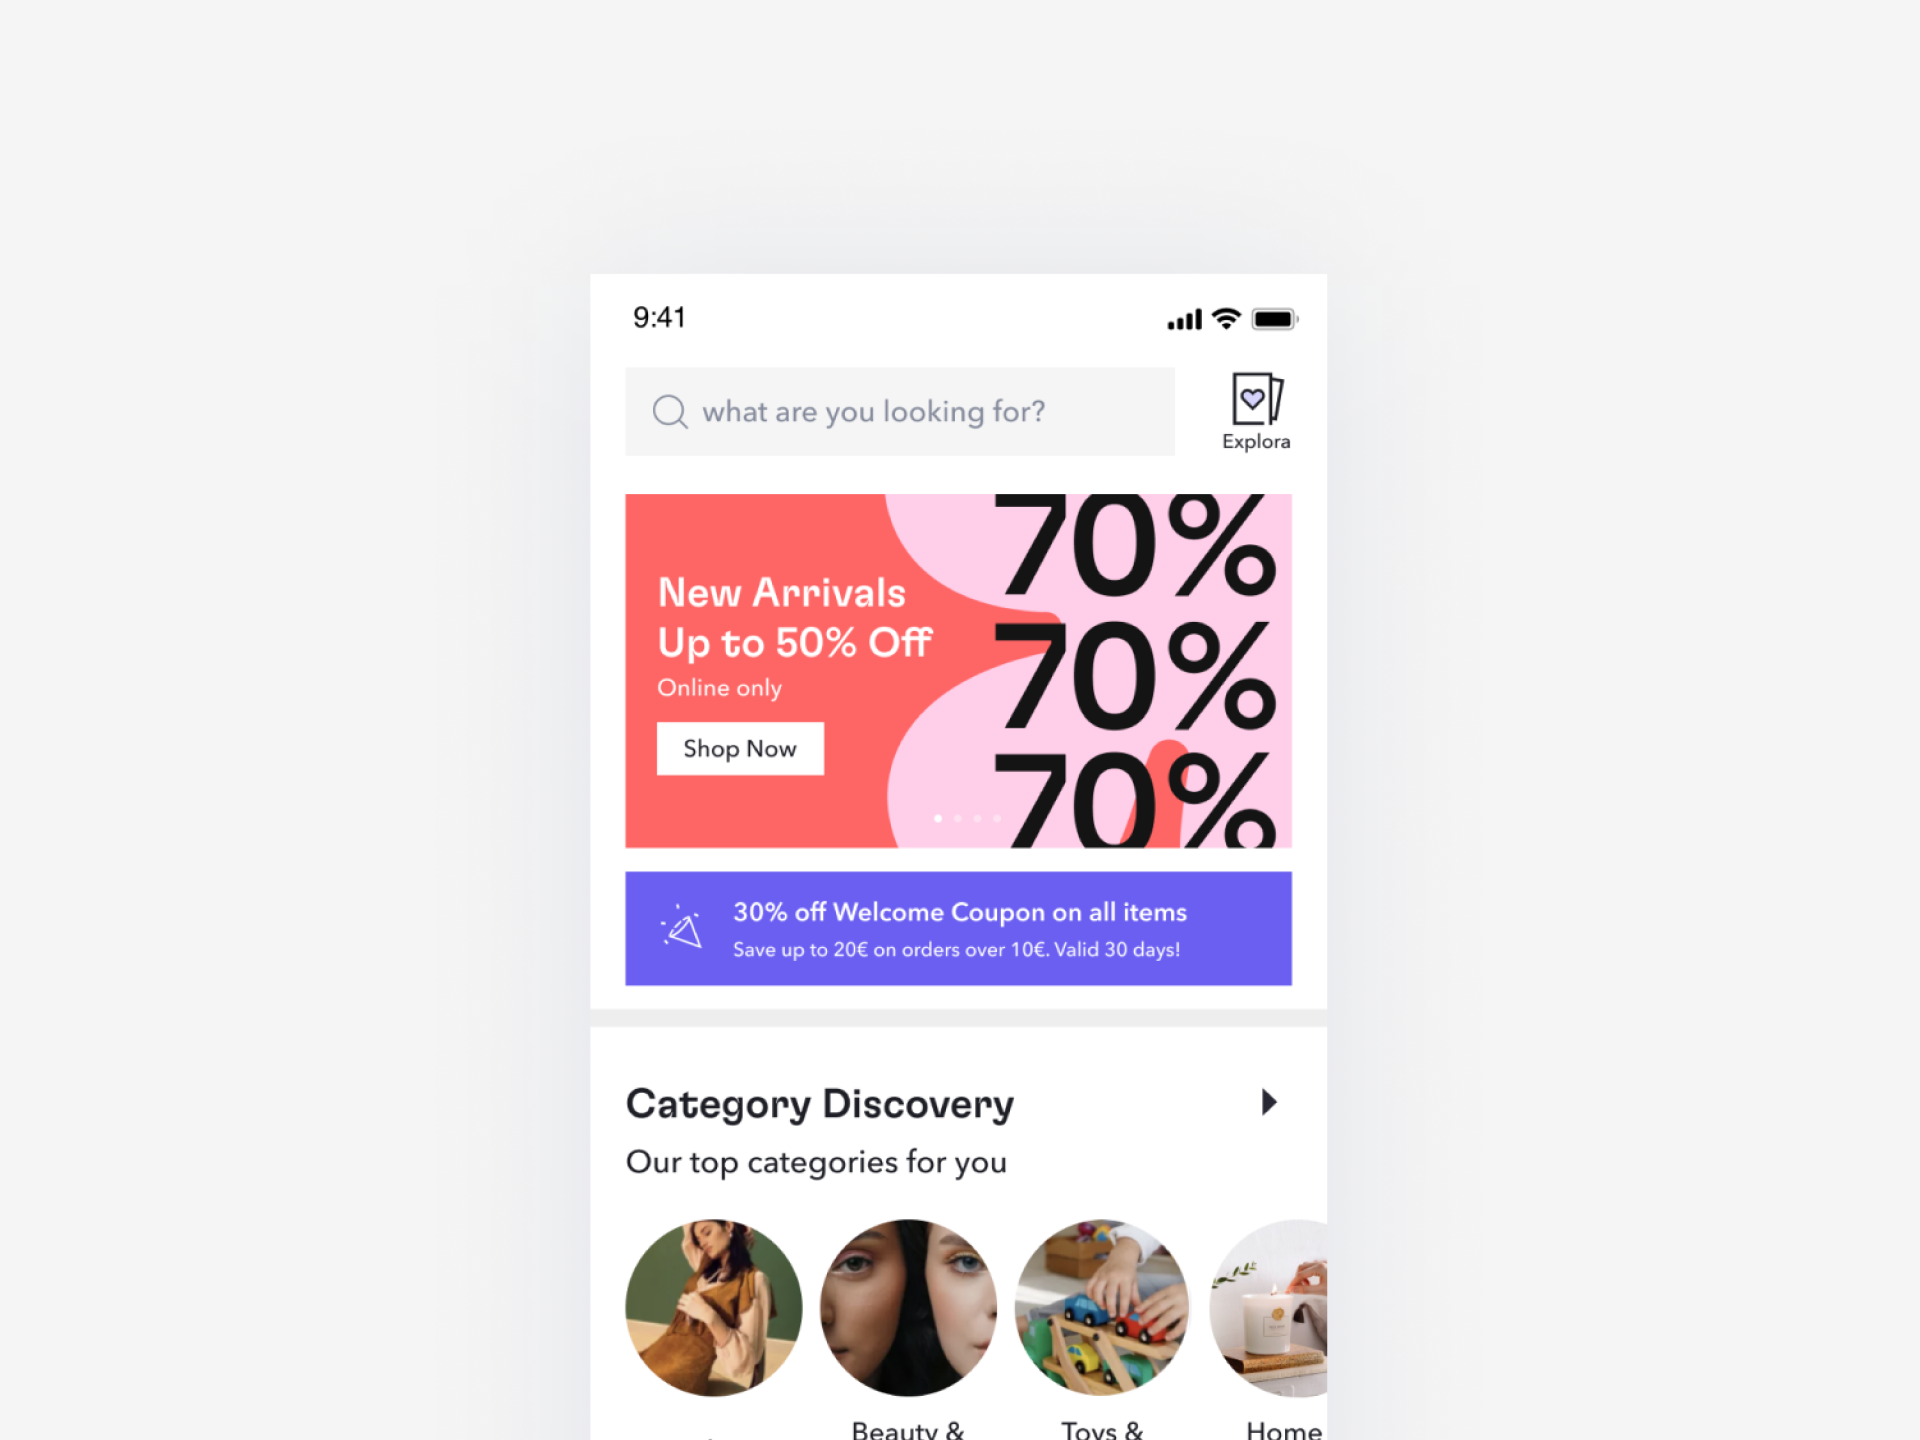 9:41
what are you looking for?
Explora
New Arrivals
Up to 50% Off
Online only
Shop Now
70%
70%
70%
30% off Welcome Coupon on all items
Save up to 20€ on orders over 10€. Valid 30 days!
Category Discovery
Our top categories for you
Beauty &
Toys &
Home